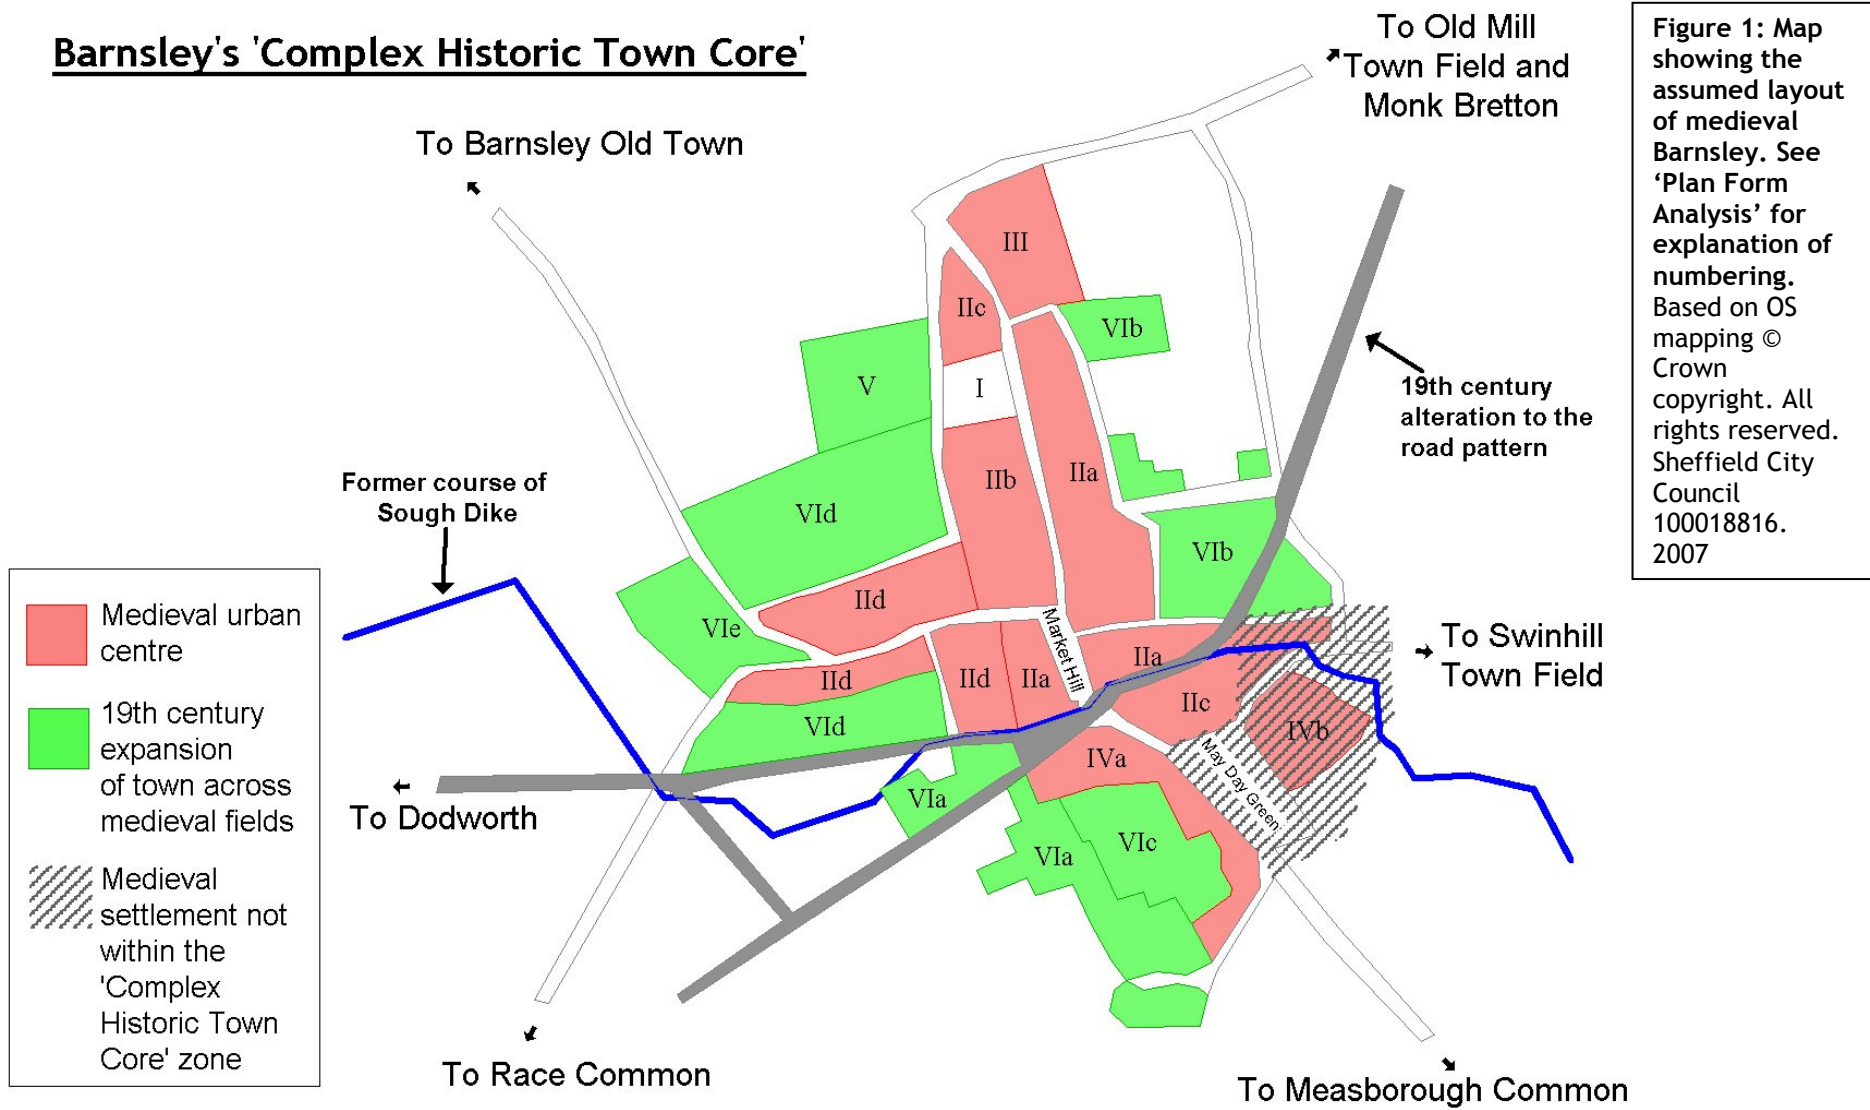 Barnsley's 'Complex Historic Town Core'
To Old Mill
Town Field and
Monk Bretton
To Barnsley Old Town
Figure 1: Map
showing the
assumed layout
of medieval
Barnsley. See
‘Plan Form
Analysis’ for
explanation of
numbering.
Based on OS
mapping ©
Crown
copyright. All
rights reserved.
Sheffield City
Council
100018816.
2007
III
IIc
VIb
V
I
19th century
alteration to the
road pattern
Former course of
Sough Dike
IIb
IIa
VId
VIb
IId
VIe
Market Hill
IIa
To Swinhill
Town Field
IId
IId
IIa
IIc
VId
IVb
IVa
May Day Green
VIa
To Dodworth
VIa
VIc
To Race Common
To Measborough Common
Medieval urban
centre
19th century
expansion
of town across
medieval fields
Medieval
settlement not
within the
'Complex
Historic Town
Core' zone